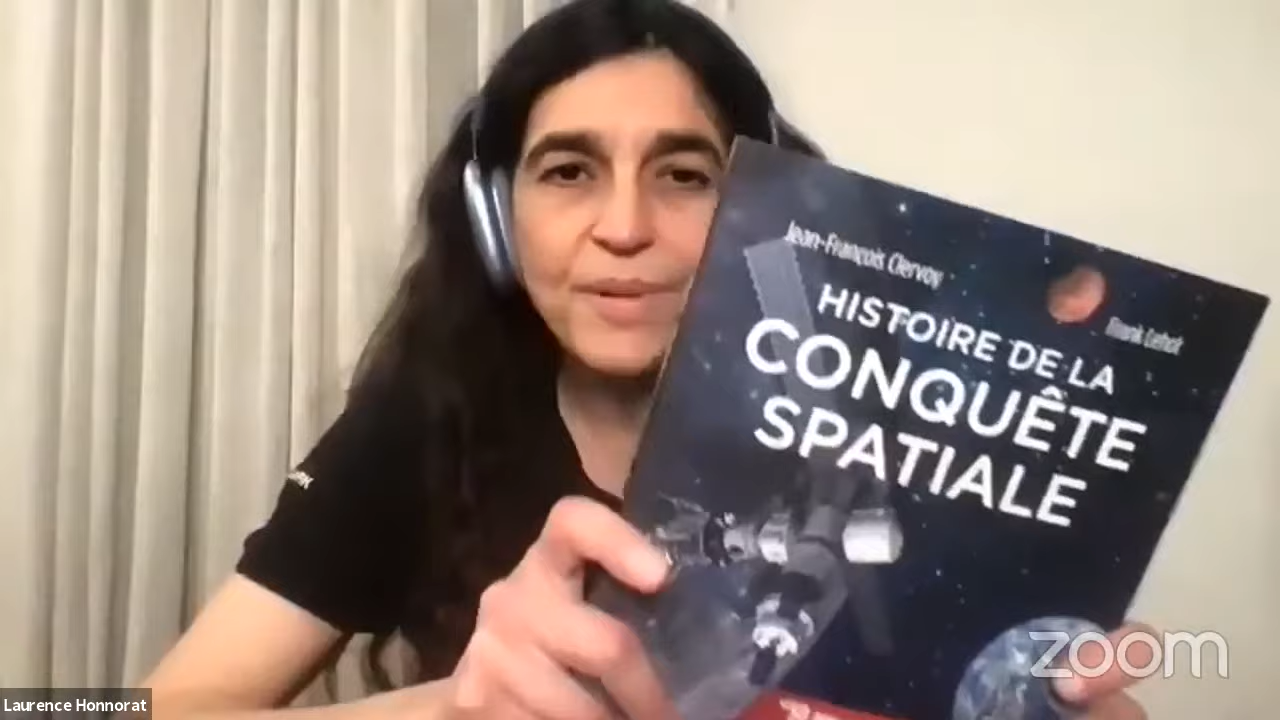 Jean-François Clervoy
Frank Lehot
HISTOIRE DE LA
CONQUÊTE
SPATIALE
zoom
Laurence Honnorat